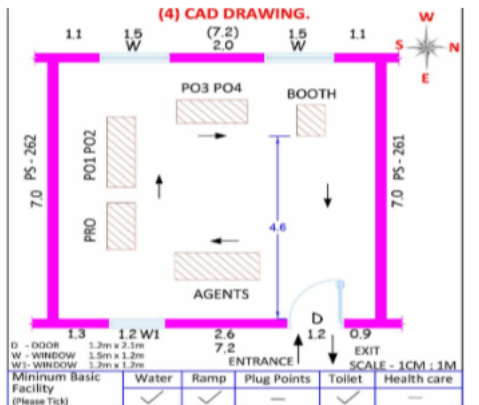 (4) CAD DRAWING.
1.1 1.5 (7.2) 1.5 1.1
W 2.0 W
W
S N
E
PO3 PO4
BOOTH
PO1 PO2
PRO
7.0 PS - 262
7.0 PS - 261
4.6
AGENTS
D
1.3 1.2 W1 2.6 1.2 0.9
7.2
D - DOOR 1.2m x 2.1m
W - WINDOW 1.5m x 1.2m
W1- WINDOW 1.2m x 1.2m
ENTRANCE
EXIT
SCALE - 1CM : 1M
Mininum Basic Facility (Please Tick)
Water Ramp Plug Points Toilet Health care